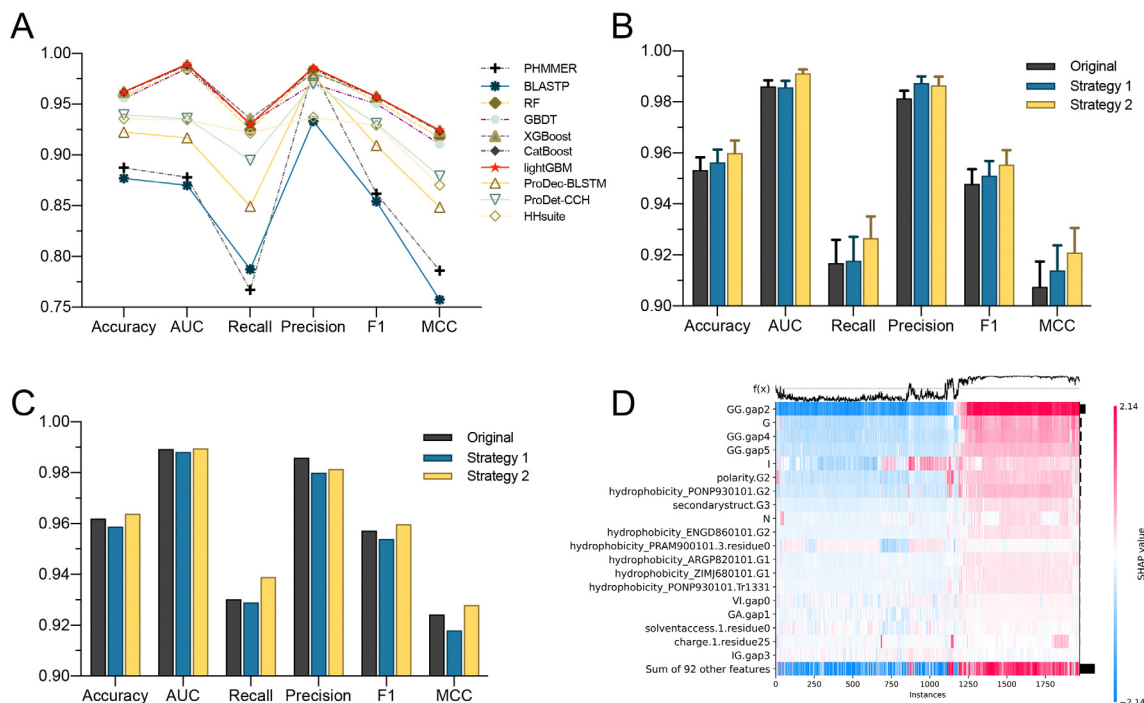 A
1.00
0.95
0.90
0.85
0.80
0.75
Accuracy
AUC
Recall
Precision
F1
MCC
PHMMER
BLASTP
RF
GBDT
XGBoost
CatBoost
lightGBM
ProDec-BLSTM
ProDet-CCH
HHsuite
B
1.00
0.98
0.96
0.94
0.92
0.90
Accuracy
AUC
Recall
Precision
F1
MCC
Original
Strategy 1
Strategy 2
C
1.00
0.98
0.96
0.94
0.92
0.90
Accuracy
AUC
Recall
Precision
F1
MCC
Original
Strategy 1
Strategy 2
D
f(x)
GG.gap2
G
GG.gap4
GG.gap5
I
polarity.G2
hydrophobicity_PONP930101.G2
secondarystruct.G3
N
hydrophobicity_ENGD860101.G2
hydrophobicity_PRAM900101.3.residue0
hydrophobicity_ARGP820101.G1
hydrophobicity_ZIMJ680101.G1
hydrophobicity_PONP930101.Tr1331
VI.gap0
GA.gap1
solventaccess.1.residue0
charge.1.residue25
IG.gap3
Sum of 92 other features
0
250
500
750
1000
1250
1500
1750
Instances
2.14
SHAP value
−2.14